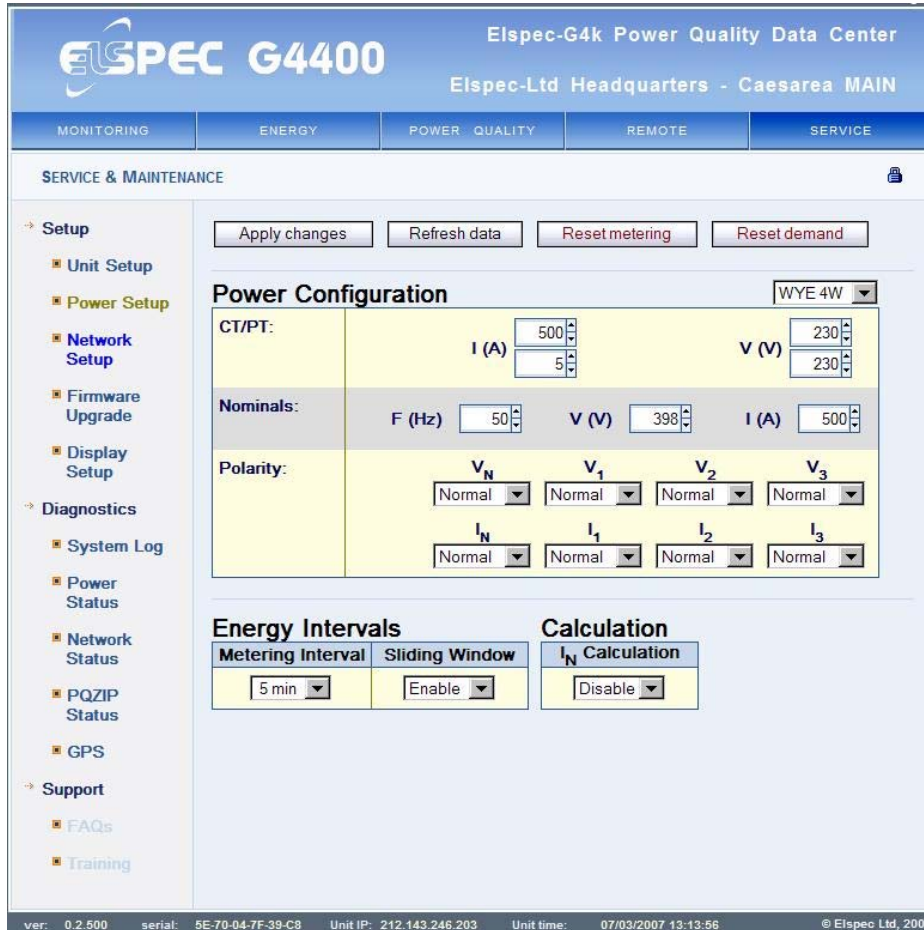 ELSPEC G4400
Elspec-G4k Power Quality Data Center
Elspec-Ltd Headquarters - Caesarea MAIN
MONITORING ENERGY POWER QUALITY REMOTE SERVICE
SERVICE & MAINTENANCE
Setup
Unit Setup
Power Setup
Network
Setup
Firmware
Upgrade
Display
Setup
Diagnostics
System Log
Power
Status
Network
Status
PQZIP
Status
GPS
Support
FAQs
Training
Apply changes Refresh data Reset metering Reset demand
Power Configuration WYE 4W
CT/PT: I (A) 500 5 V (V) 230 230
Nominals: F (Hz) 50 V (V) 398 I (A) 500
Polarity: VN V1 V2 V3
Normal Normal Normal Normal
IN I1 I2 I3
Normal Normal Normal Normal
Energy Intervals Calculation
Metering Interval Sliding Window IN Calculation
5 min Enable Disable
ver: 0.2.500 serial: 5E-70-04-7F-39-C8 Unit IP: 212.143.246.203 Unit time: 07/03/2007 13:13:56 © Elspec Ltd, 200